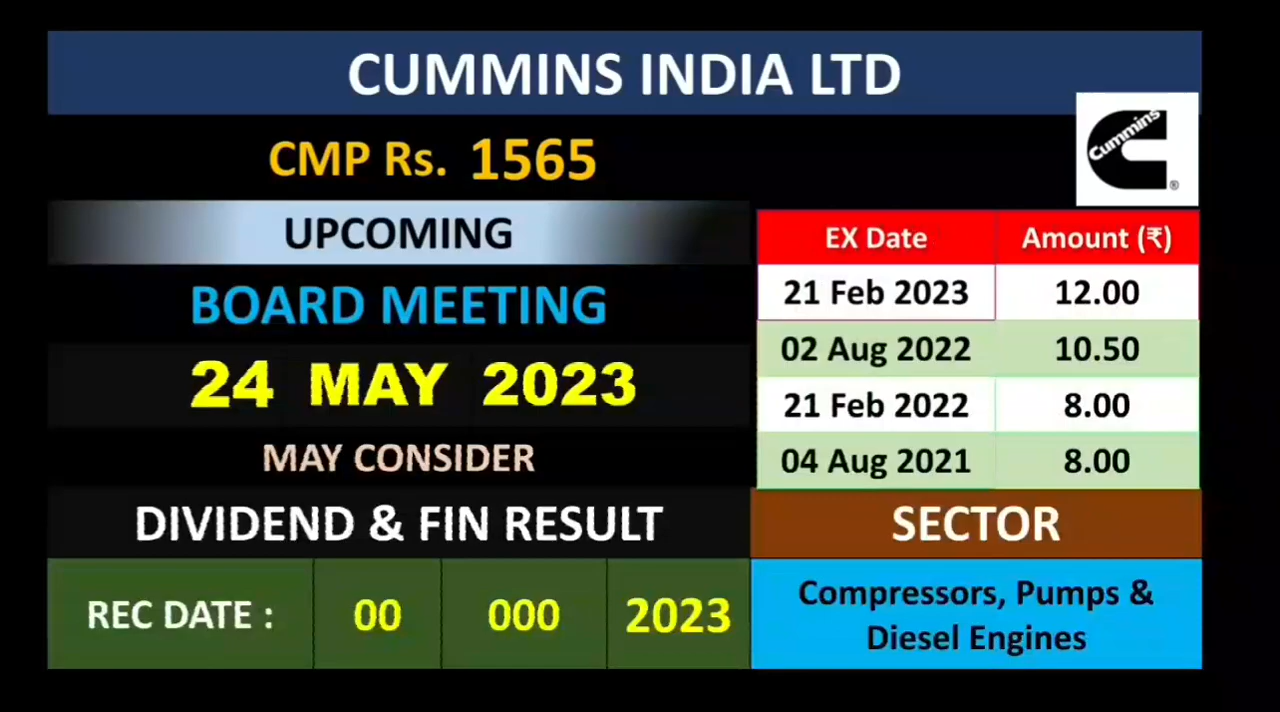 CUMMINS INDIA LTD
Cummins
®
CMP Rs. 1565
UPCOMING
BOARD MEETING
24 MAY 2023
MAY CONSIDER
DIVIDEND & FIN RESULT
REC DATE : 00 000 2023
EX Date Amount (₹)
21 Feb 2023 12.00
02 Aug 2022 10.50
21 Feb 2022 8.00
04 Aug 2021 8.00
SECTOR
Compressors, Pumps &
Diesel Engines